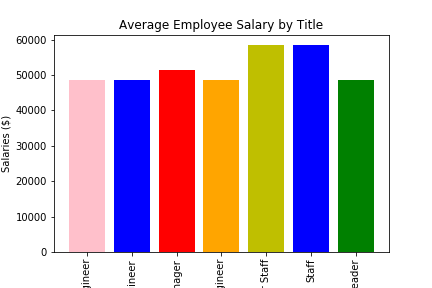 Average Employee Salary by Title
Salaries ($)
60000
50000
40000
30000
20000
10000
0
gineer
ineer
nager
gineer
r Staff
Staff
eader